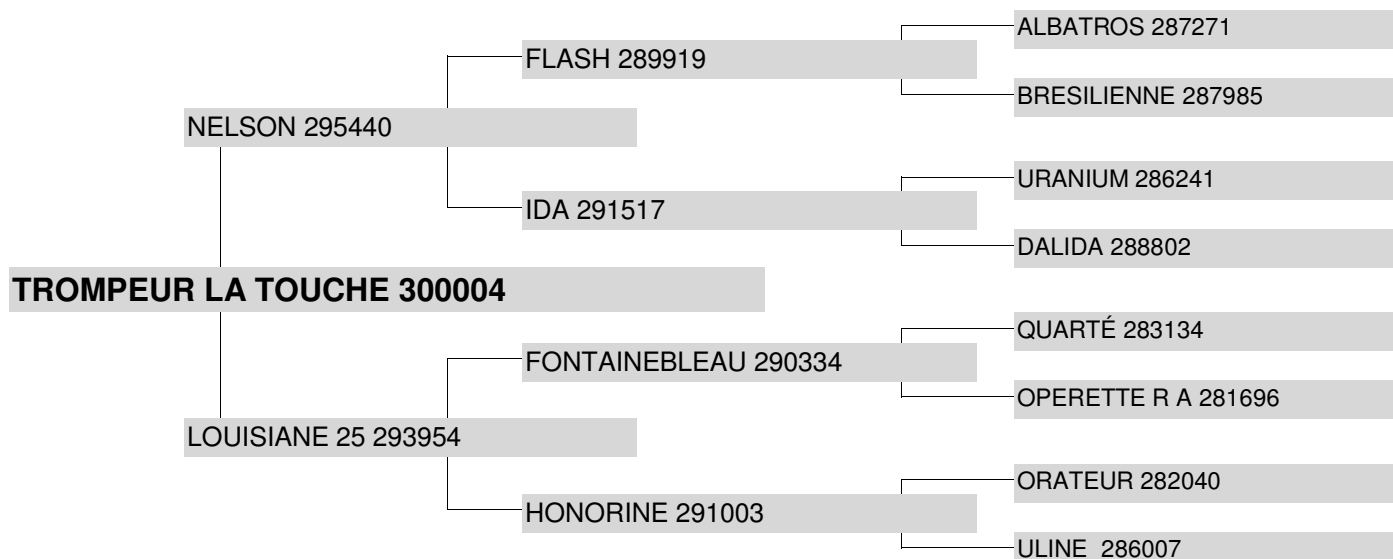 ALBATROS 287271
FLASH 289919
BRESILIENNE 287985
NELSON 295440
URANIUM 286241
IDA 291517
DALIDA 288802
TROMPEUR LA TOUCHE 300004
QUARTÉ 283134
FONTAINEBLEAU 290334
OPERETTE R A 281696
LOUISIANE 25 293954
ORATEUR 282040
HONORINE 291003
ULINE 286007